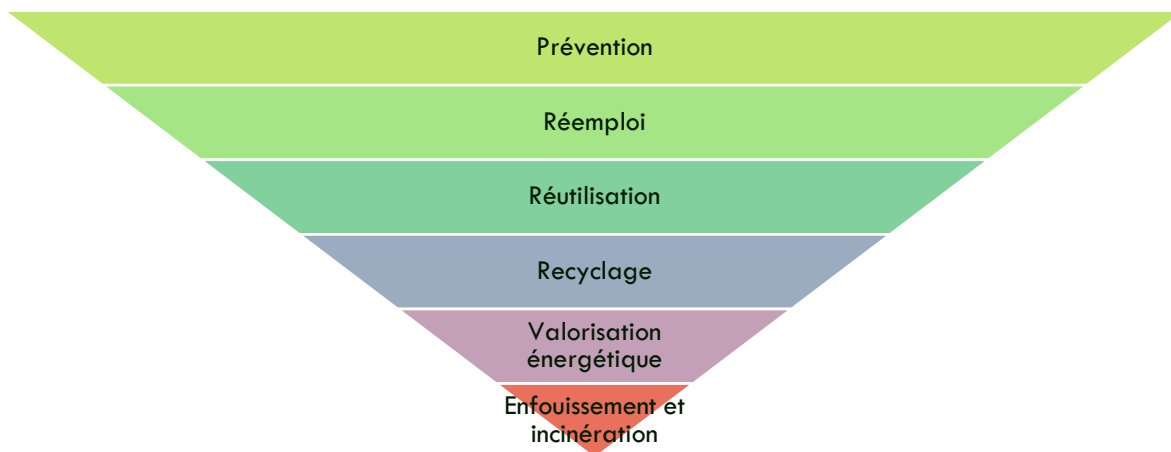 Prévention
Réemploi
Réutilisation
Recyclage
Valorisation
énergétique
Enfouissement et
incinération